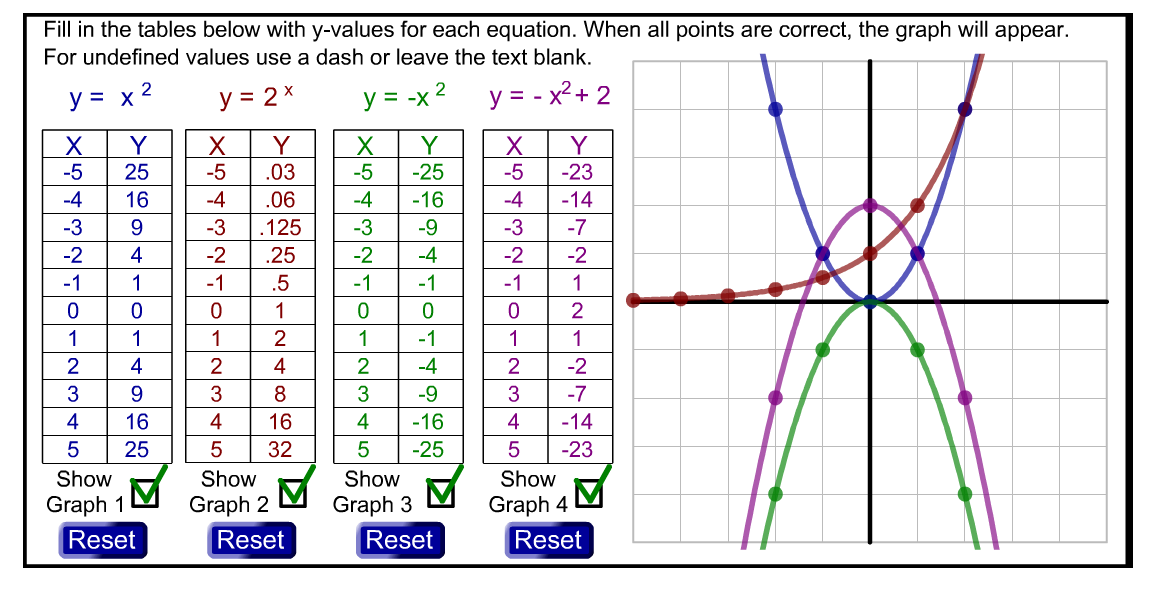 Fill in the tables below with y-values for each equation. When all points are correct, the graph will appear.
For undefined values use a dash or leave the text blank.
y = x² y = 2ˣ y = -x² y = - x² + 2
X Y X Y X Y X Y
-5 25 -5 .03 -5 -25 -5 -23
-4 16 -4 .06 -4 -16 -4 -14
-3 9 -3 .125 -3 -9 -3 -7
-2 4 -2 .25 -2 -4 -2 -2
-1 1 -1 .5 -1 -1 -1 1
0 0 0 1 0 0 0 2
1 1 1 2 1 -1 1 1
2 4 2 4 2 -4 2 -2
3 9 3 8 3 -9 3 -7
4 16 4 16 4 -16 4 -14
5 25 5 32 5 -25 5 -23
Show Show Show Show
Graph 1 Graph 2 Graph 3 Graph 4
Reset Reset Reset Reset